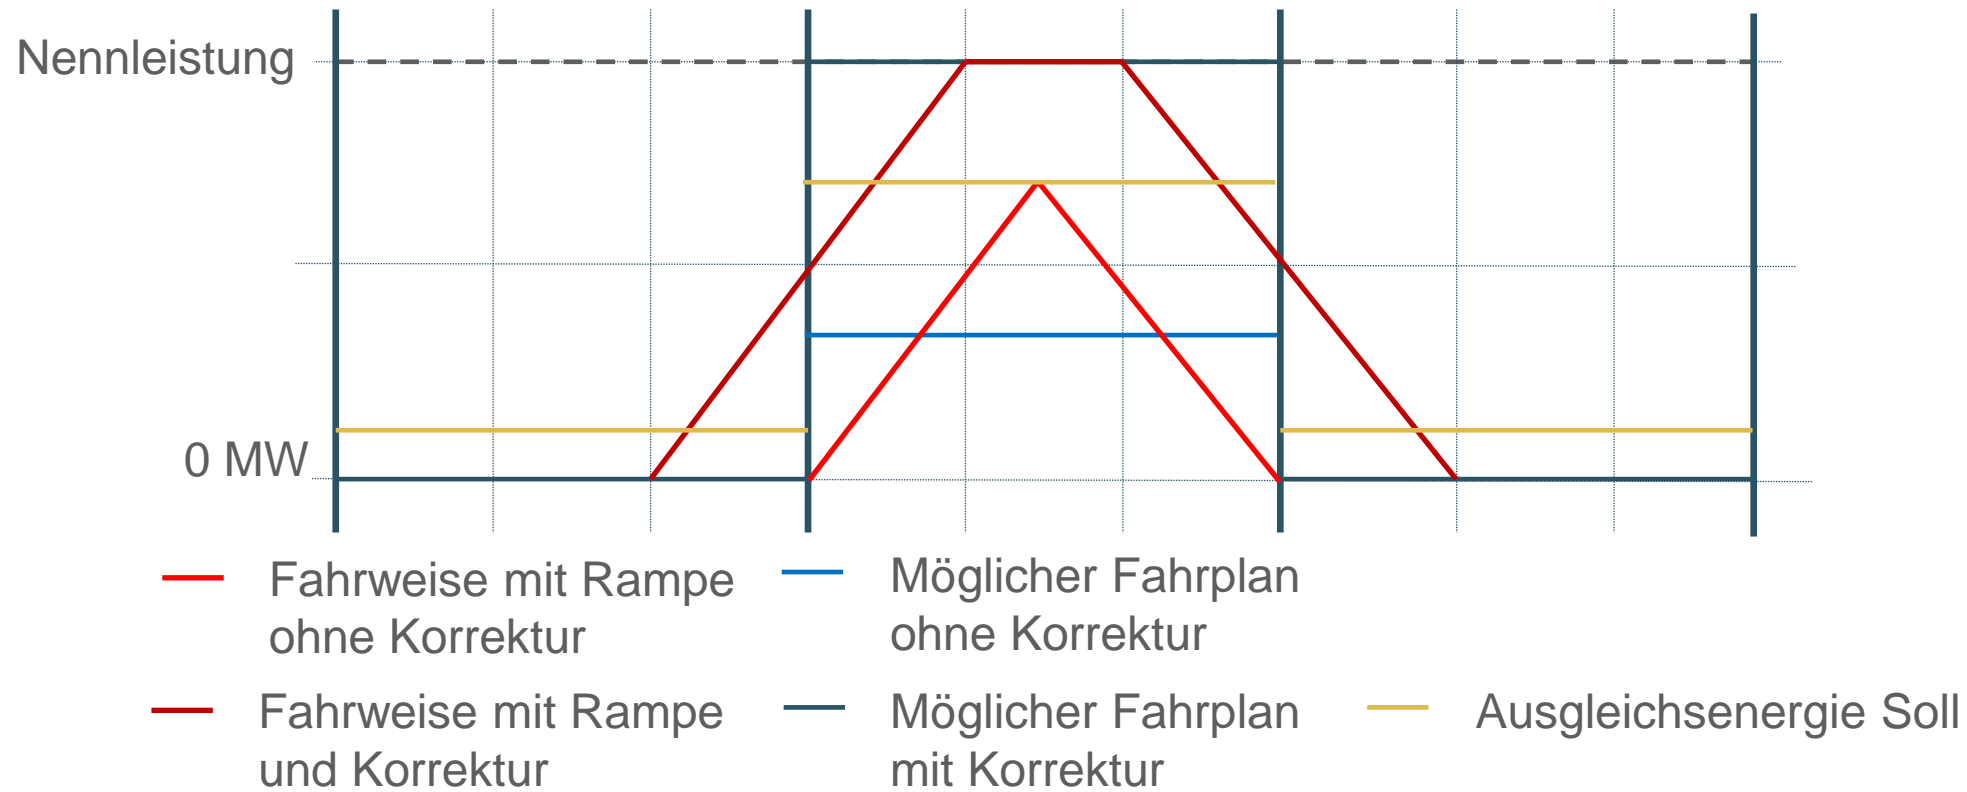 Nennleistung
0 MW
Fahrweise mit Rampe
ohne Korrektur
Möglicher Fahrplan
ohne Korrektur
Fahrweise mit Rampe
und Korrektur
Möglicher Fahrplan
mit Korrektur
Ausgleichsenergie Soll